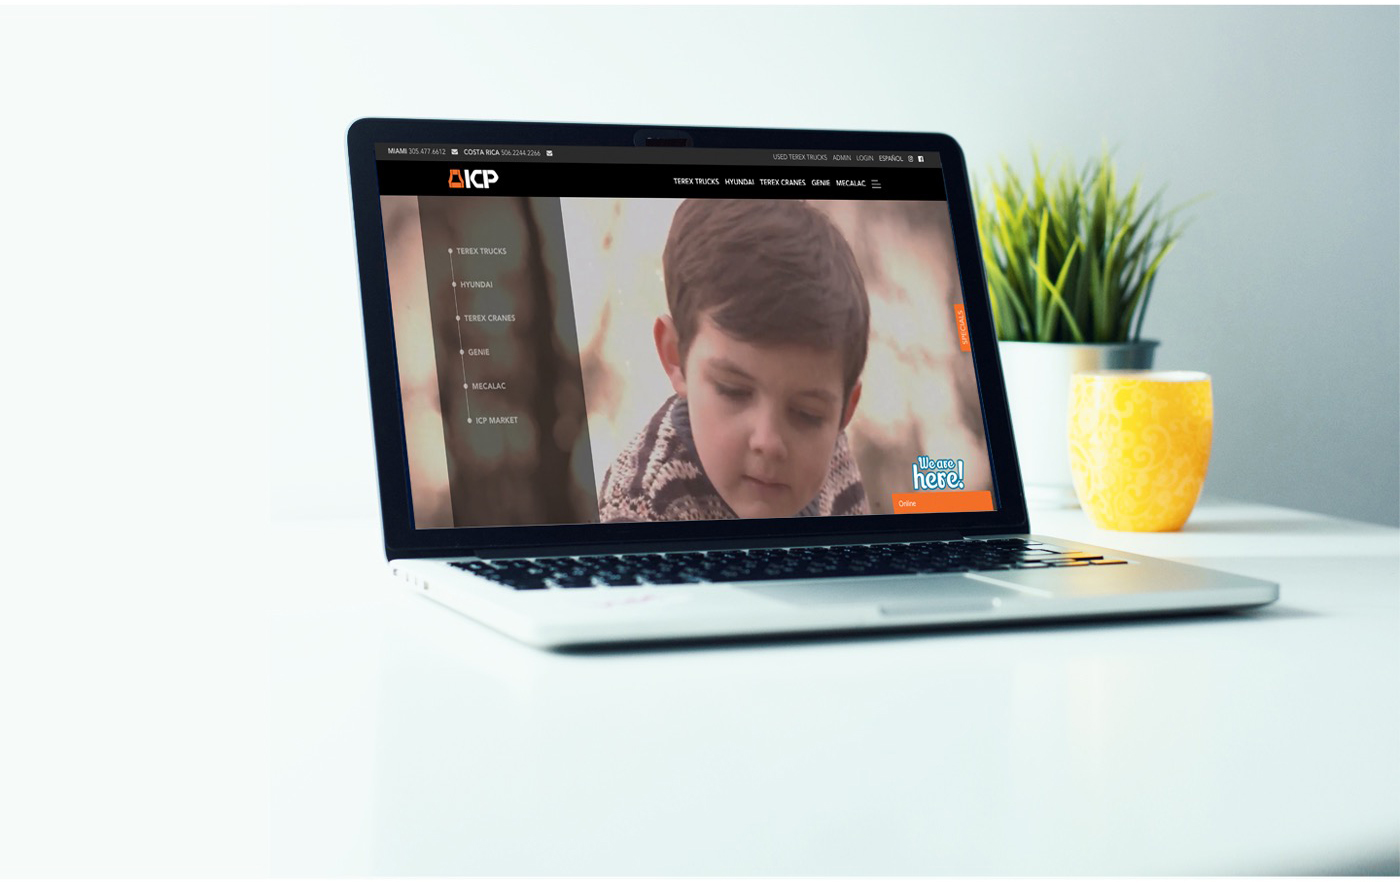 MIAMI 305.477.6612 COSTA RICA 506.2244.2266
USED TEREX TRUCKS ADMIN LOGIN ESPAÑOL
ICP
TEREX TRUCKS HYUNDAI TEREX CRANES GENIE MECALAC
TEREX TRUCKS
HYUNDAI
TEREX CRANES
GENIE
MECALAC
ICP MARKET
SPECIALS
We are
here!
Online